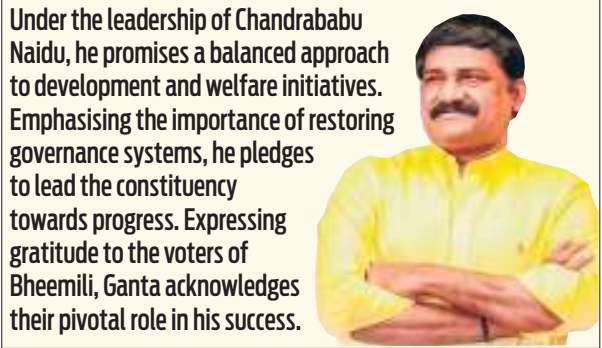 Under the leadership of Chandrababu
Naidu, he promises a balanced approach
to development and welfare initiatives.
Emphasising the importance of restoring
governance systems, he pledges
to lead the constituency
towards progress. Expressing
gratitude to the voters of
Bheemili, Ganta acknowledges
their pivotal role in his success.